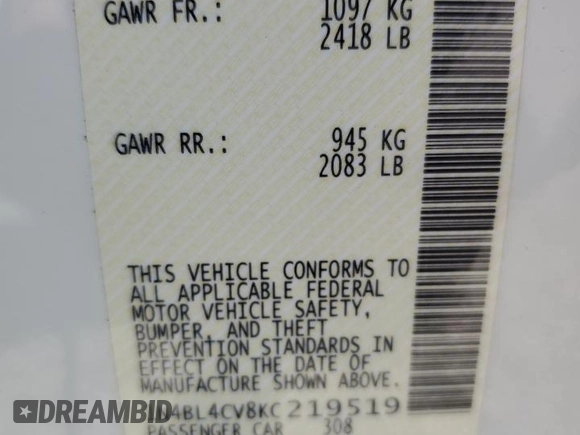 GAWR FR.: 1097 KG
2418 LB
GAWR RR.: 945 KG
2083 LB
THIS VEHICLE CONFORMS TO
ALL APPLICABLE FEDERAL
MOTOR VEHICLE SAFETY,
BUMPER, AND THEFT
PREVENTION STANDARDS IN
EFFECT ON THE DATE OF
MANUFACTURE SHOWN ABOVE.
4BL4CV8KC219519
PASSENGER CAR 308
DREAMBID